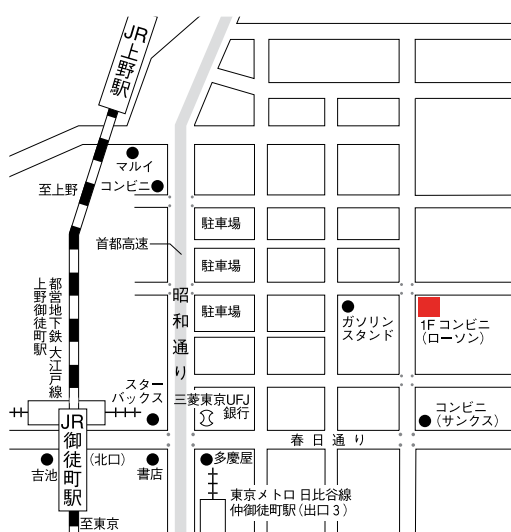 JR上野駅
マルイ
コンビニ
至上野
駐車場
首都高速
駐車場
昭和通り
駐車場
ガソリン
スタンド
1F コンビニ
(ローソン)
都営地下鉄 大江戸線
上野御徒町駅
スター
バックス
三菱東京UFJ
銀行
コンビニ
(サンクス)
春日通り
JR御徒町駅
(北口)
吉池
書店
多慶屋
東京メトロ 日比谷線
仲御徒町駅(出口3)
至東京